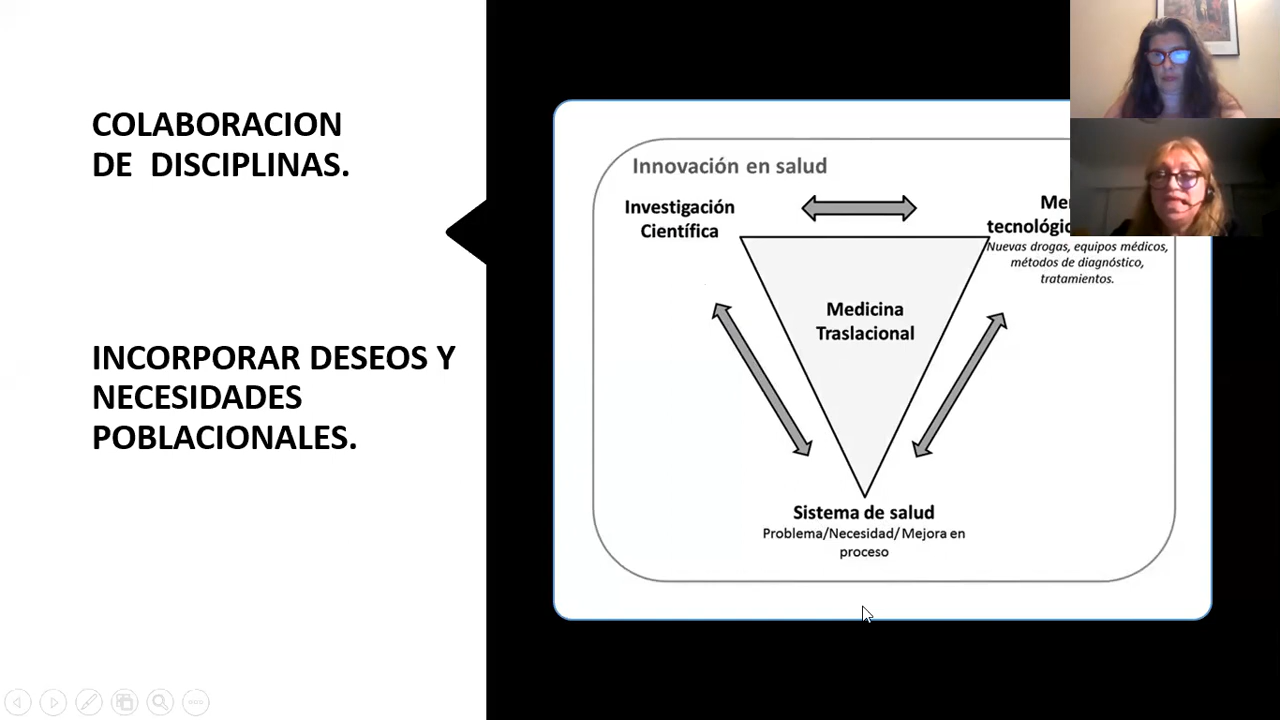 COLABORACION
DE DISCIPLINAS.
INCORPORAR DESEOS Y
NECESIDADES
POBLACIONALES.
Innovación en salud
Investigación
Científica
Nuevas drogas, equipos médicos,
métodos de diagnóstico,
tratamientos.
Medicina
Traslacional
Sistema de salud
Problema/Necesidad/ Mejora en
proceso